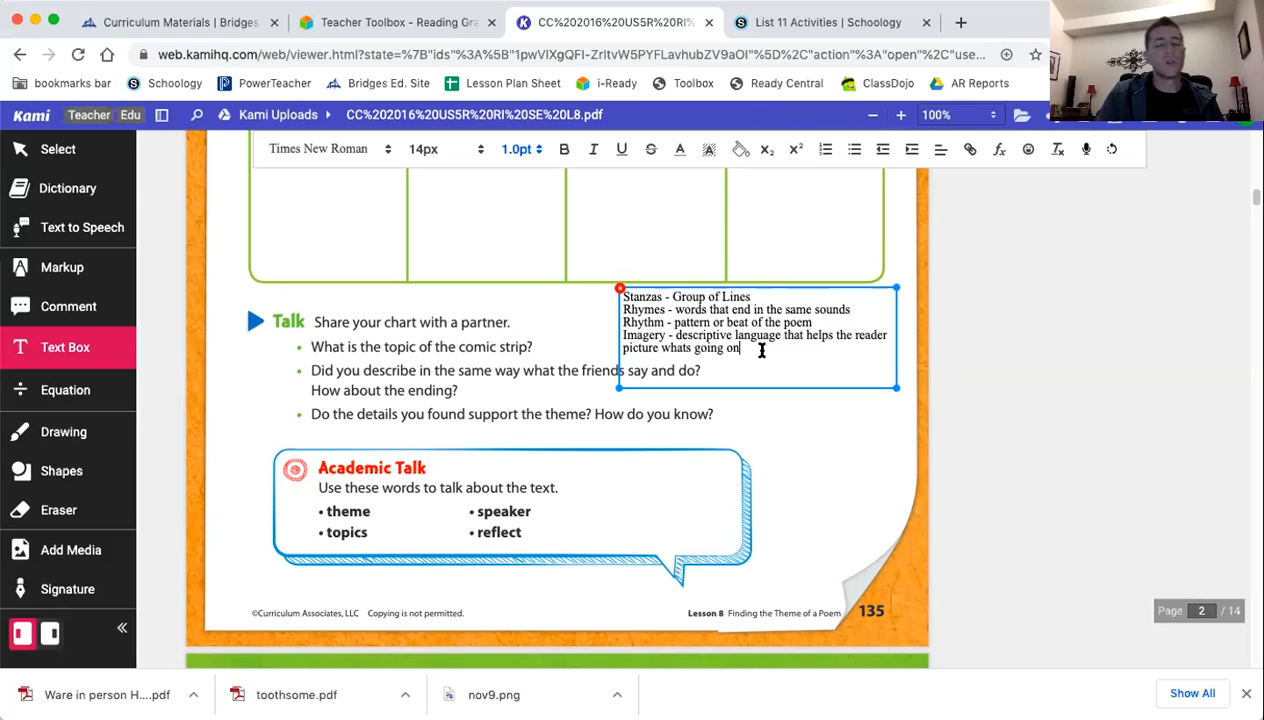 Curriculum Materials | Bridges
Teacher Toolbox - Reading Gra
CC%202016%20US5R%20RI%
List 11 Activities | Schoology
web.kamihq.com/web/viewer.html?state=%7B"ids"%3A%5B"1pwVlXgQFI-ZrItvW5PYFLavhubZV9aOI"%5D%2C"action"%3A"open"%2C"use...
bookmarks bar
Schoology
PowerTeacher
Bridges Ed. Site
Lesson Plan Sheet
i-Ready
Toolbox
Ready Central
ClassDojo
AR Reports
Kami
Teacher
Edu
Kami Uploads
CC%202016%20US5R%20RI%20SE%20L8.pdf
100%
Times New Roman
14px
1.0pt
Select
Dictionary
Text to Speech
Markup
Comment
Text Box
Equation
Drawing
Shapes
Eraser
Add Media
Signature
Stanzas - Group of Lines
Rhymes - words that end in the same sounds
Rhythm - pattern or beat of the poem
Imagery - descriptive language that helps the reader
picture whats going on
Talk Share your chart with a partner.
• What is the topic of the comic strip?
• Did you describe in the same way what the friends say and do?
How about the ending?
• Do the details you found support the theme? How do you know?
Academic Talk
Use these words to talk about the text.
• theme • speaker
• topics • reflect
©Curriculum Associates, LLC Copying is not permitted.
Lesson 8 Finding the Theme of a Poem
135
Page 2 / 14
Ware in person H....pdf
toothsome.pdf
nov9.png
Show All